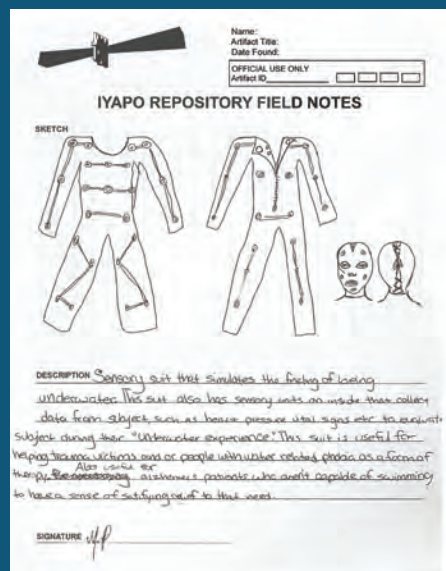 Name:
Artifact Title:
Date Found:
OFFICIAL USE ONLY
Artifact ID
IYAPO REPOSITORY FIELD NOTES
SKETCH
DESCRIPTION Sensory suit that simulates the feeling of being
underwater. This suit also has sensory units on inside that collect
data from subject, such as heart pressure vital signs etc to
subject during their "underwater experience". This suit is useful for
helping trauma victims and or people with water related phobia as a form of
therapy. Also useful for alzheimers patients who aren't capable of swimming
to have a sense of satisfying relief to that need.
SIGNATURE